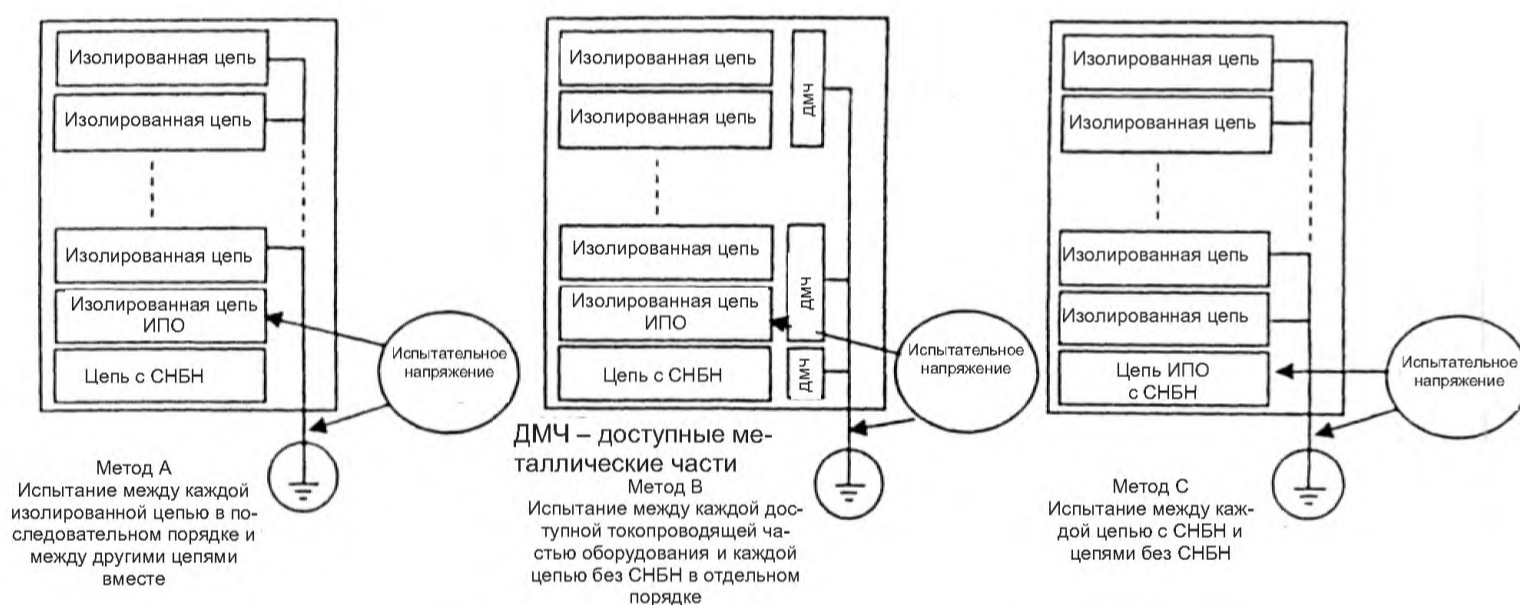 Изолированная цепь
Изолированная цепь
Изолированная цепь
Изолированная цепь
ИПО
Цепь с СНБН
Испытательное
напряжение
Метод А
Испытание между каждой
изолированной цепью в по-
следовательном порядке и
между другими цепями
вместе
Изолированная цепь
Изолированная цепь
ДМЧ
Изолированная цепь
Изолированная цепь
ИПО
ДМЧ
Цепь с СНБН
ДМЧ
Испытательное
напряжение
ДМЧ – доступные ме-
таллические части
Метод В
Испытание между каждой дос-
тупной токопроводящей ча-
стью оборудования и каждой
цепью без СНБН в отдельном
порядке
Изолированная цепь
Изолированная цепь
Изолированная цепь
Изолированная цепь
Цепь ИПО
с СНБН
Испытательное
напряжение
Метод С
Испытание между каж-
дой цепью с СНБН и
цепями без СНБН